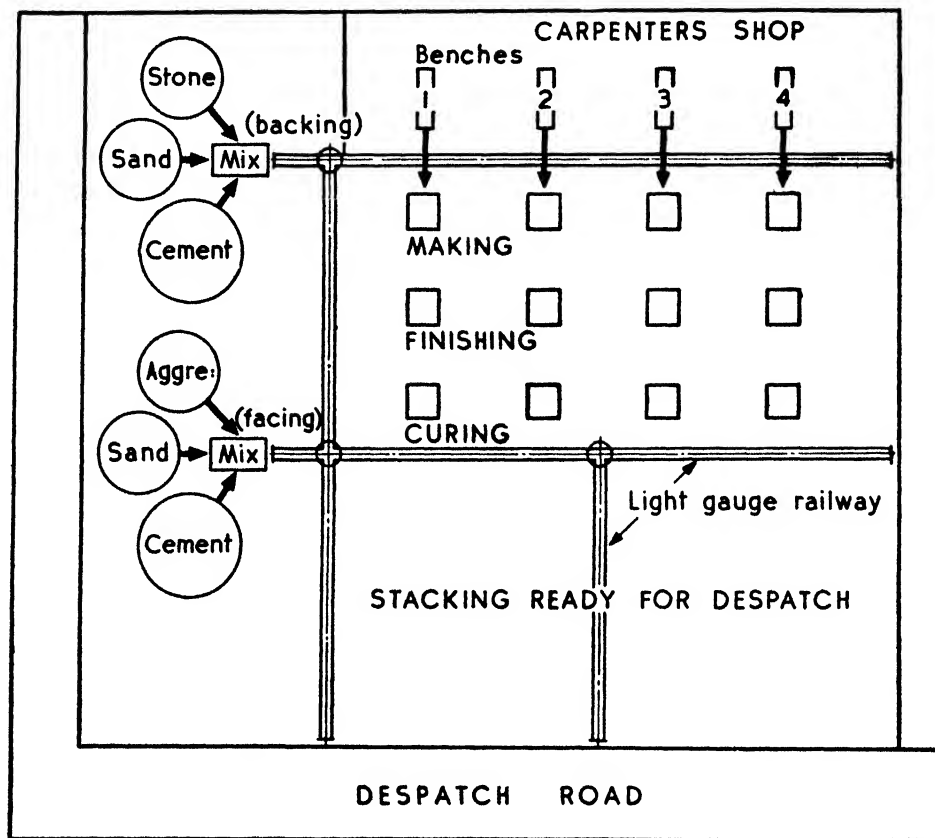 CARPENTERS SHOP
Benches
1 2 3 4
Stone
(backing)
Sand
Mix
Cement
MAKING
FINISHING
Aggre:
(facing)
CURING
Sand
Mix
Light gauge railway
Cement
STACKING READY FOR DESPATCH
DESPATCH ROAD